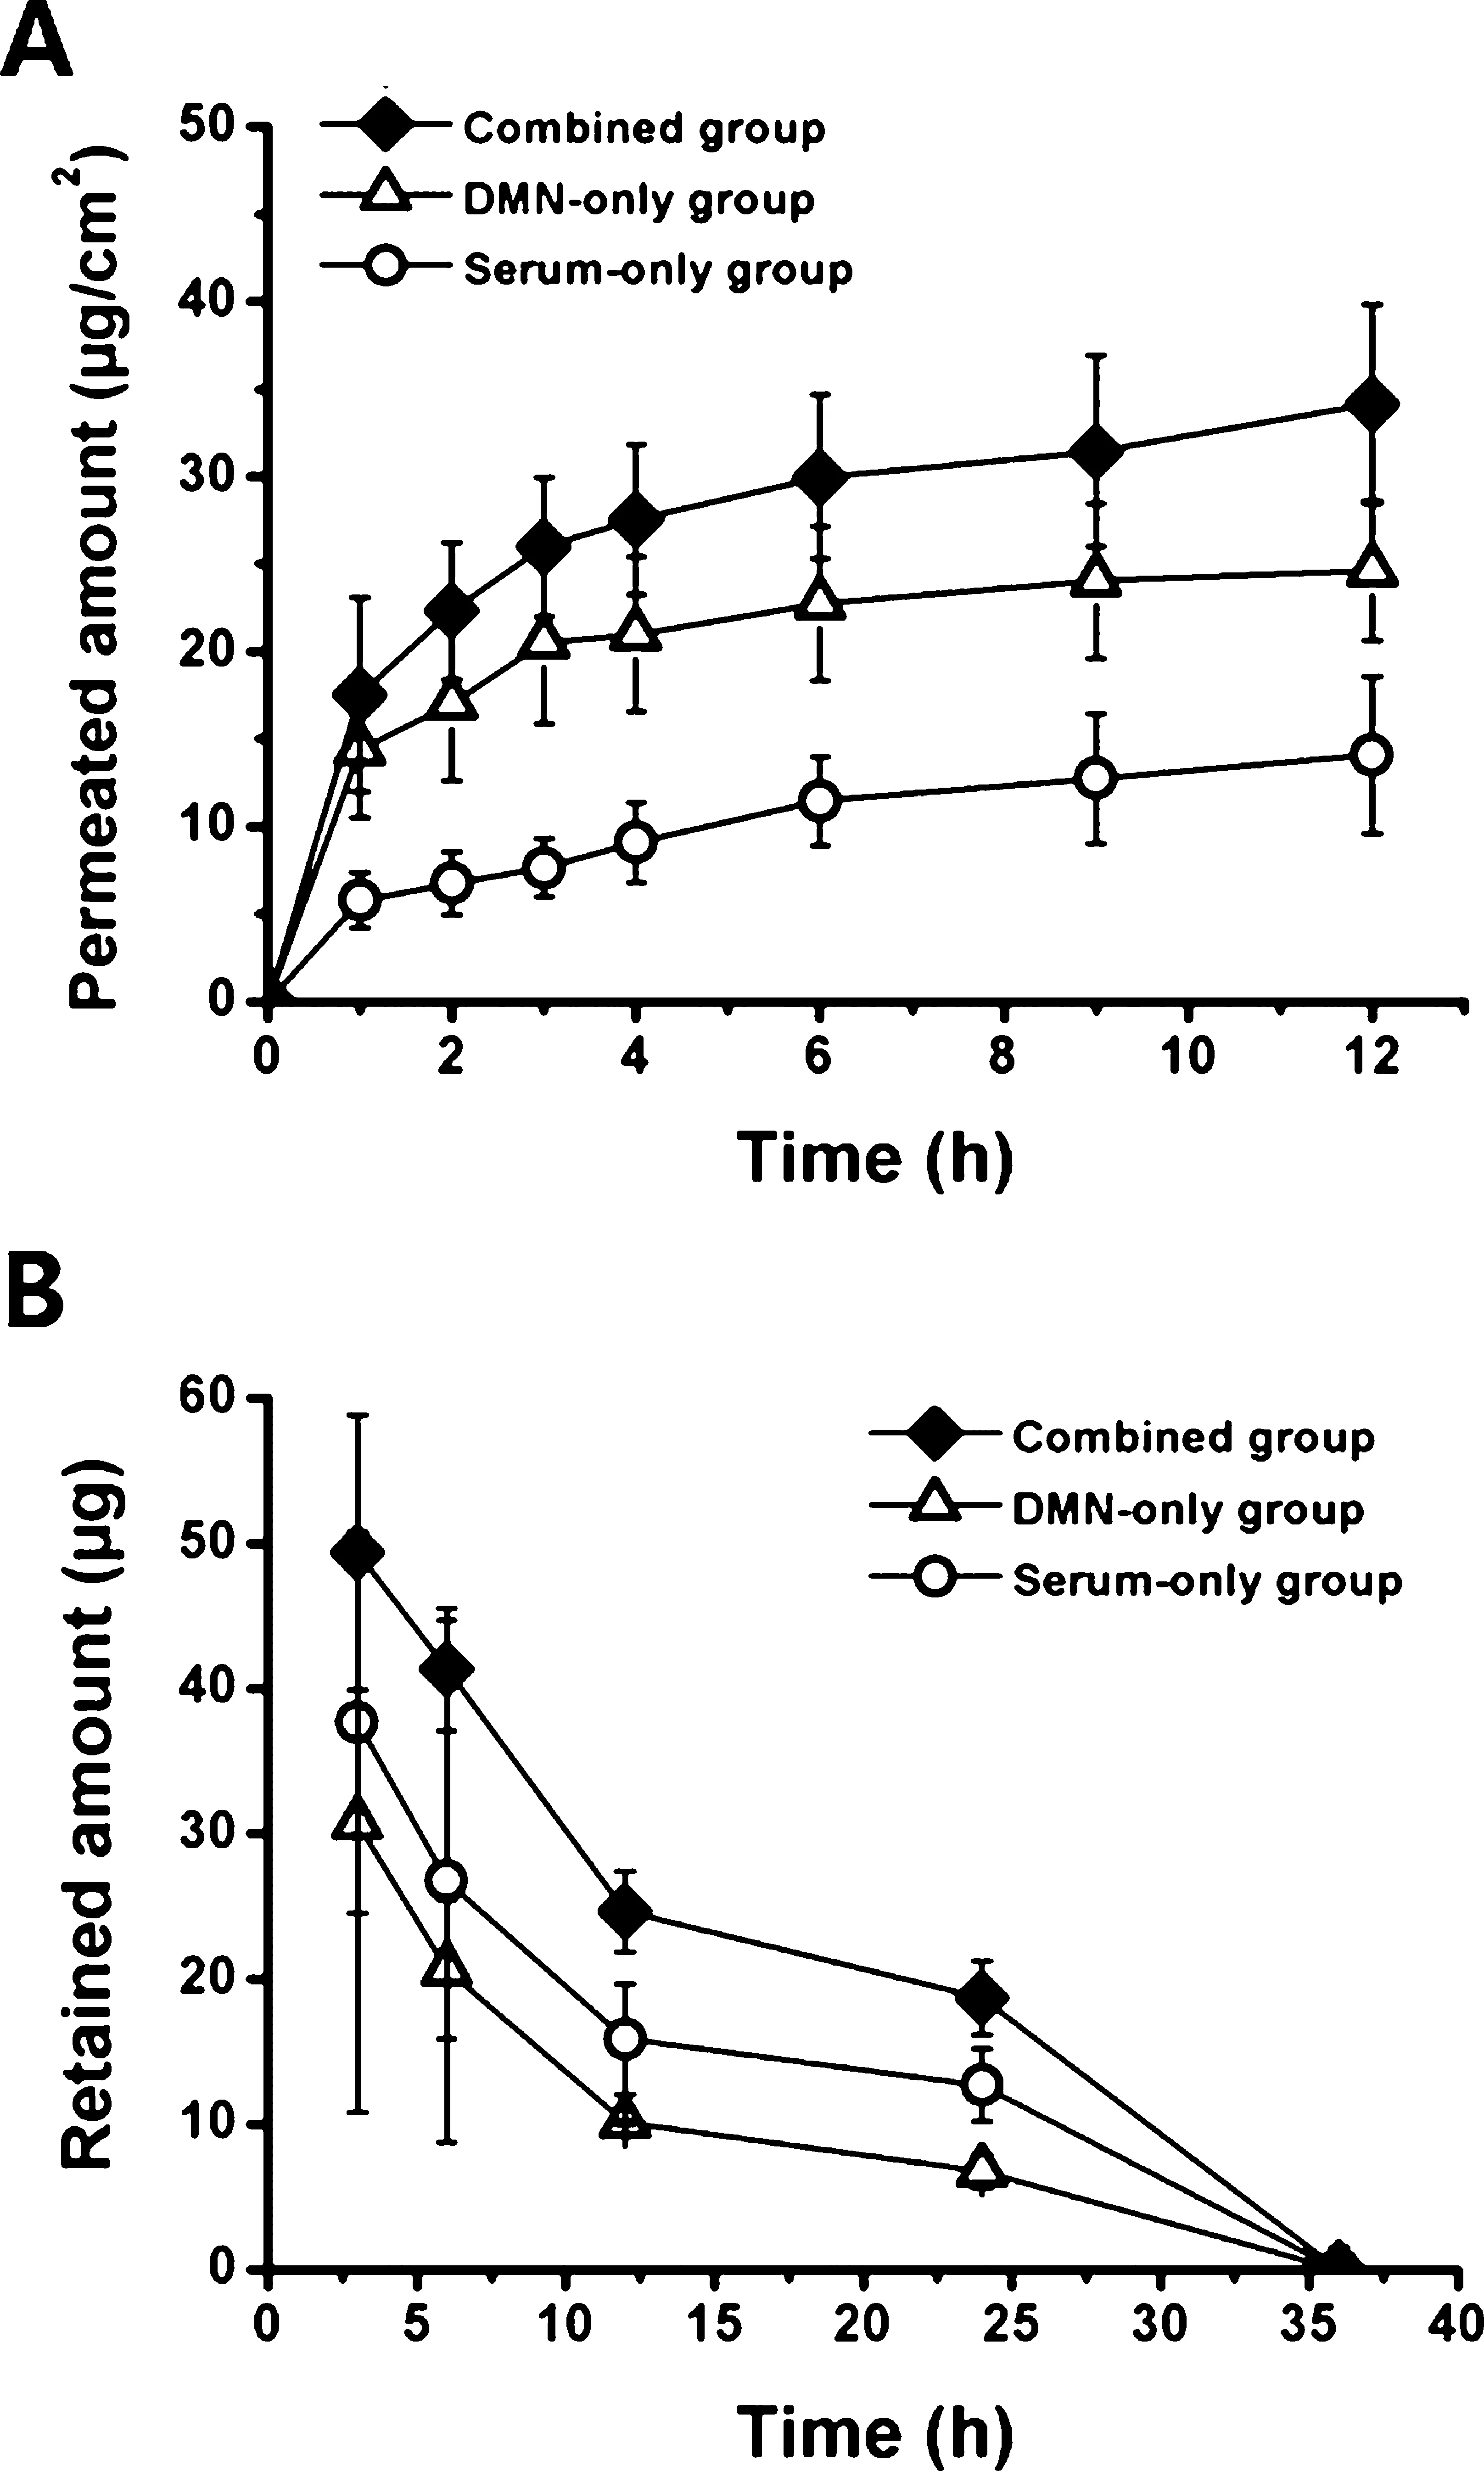 A
Permeated amount (µg/cm²)
50
40
30
20
10
0
Combined group
DMN-only group
Serum-only group
0 2 4 6 8 10 12
Time (h)
B
Retained amount (µg)
60
50
40
30
20
10
0
Combined group
DMN-only group
Serum-only group
0 5 10 15 20 25 30 35 40
Time (h)